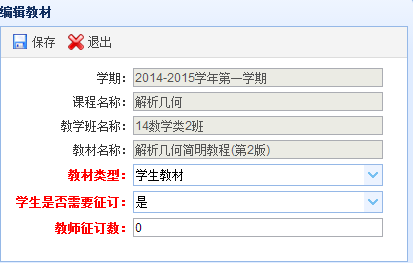 编辑教材
保存 退出
学期： 2014-2015学年第一学期
课程名称： 解析几何
教学班名称： 14数学类2班
教材名称： 解析几何简明教程(第2版)
教材类型： 学生教材
学生是否需要征订： 是
教师征订数： 0